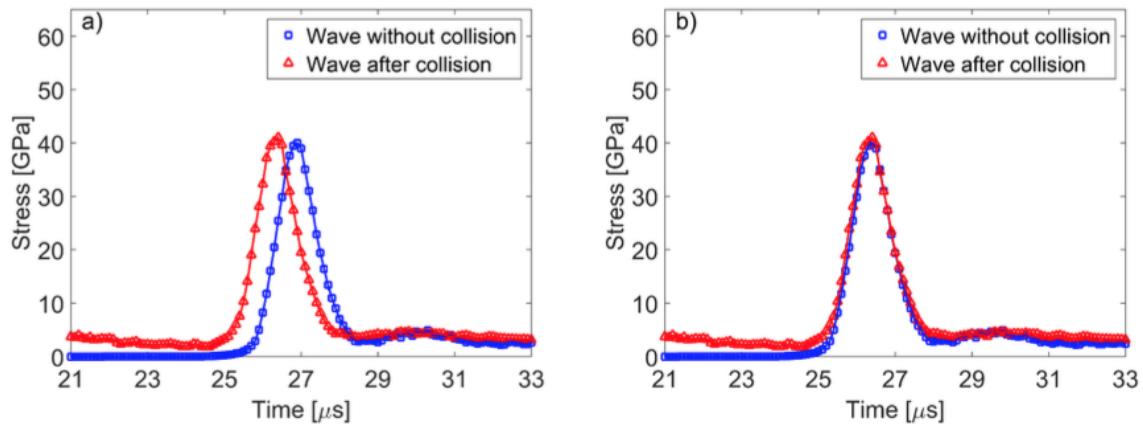 a)
Wave without collision
Wave after collision
Stress [GPa]
60
50
40
30
20
10
0
21 23 25 27 29 31 33
Time [μs]
b)
Wave without collision
Wave after collision
Stress [GPa]
60
50
40
30
20
10
0
21 23 25 27 29 31 33
Time [μs]